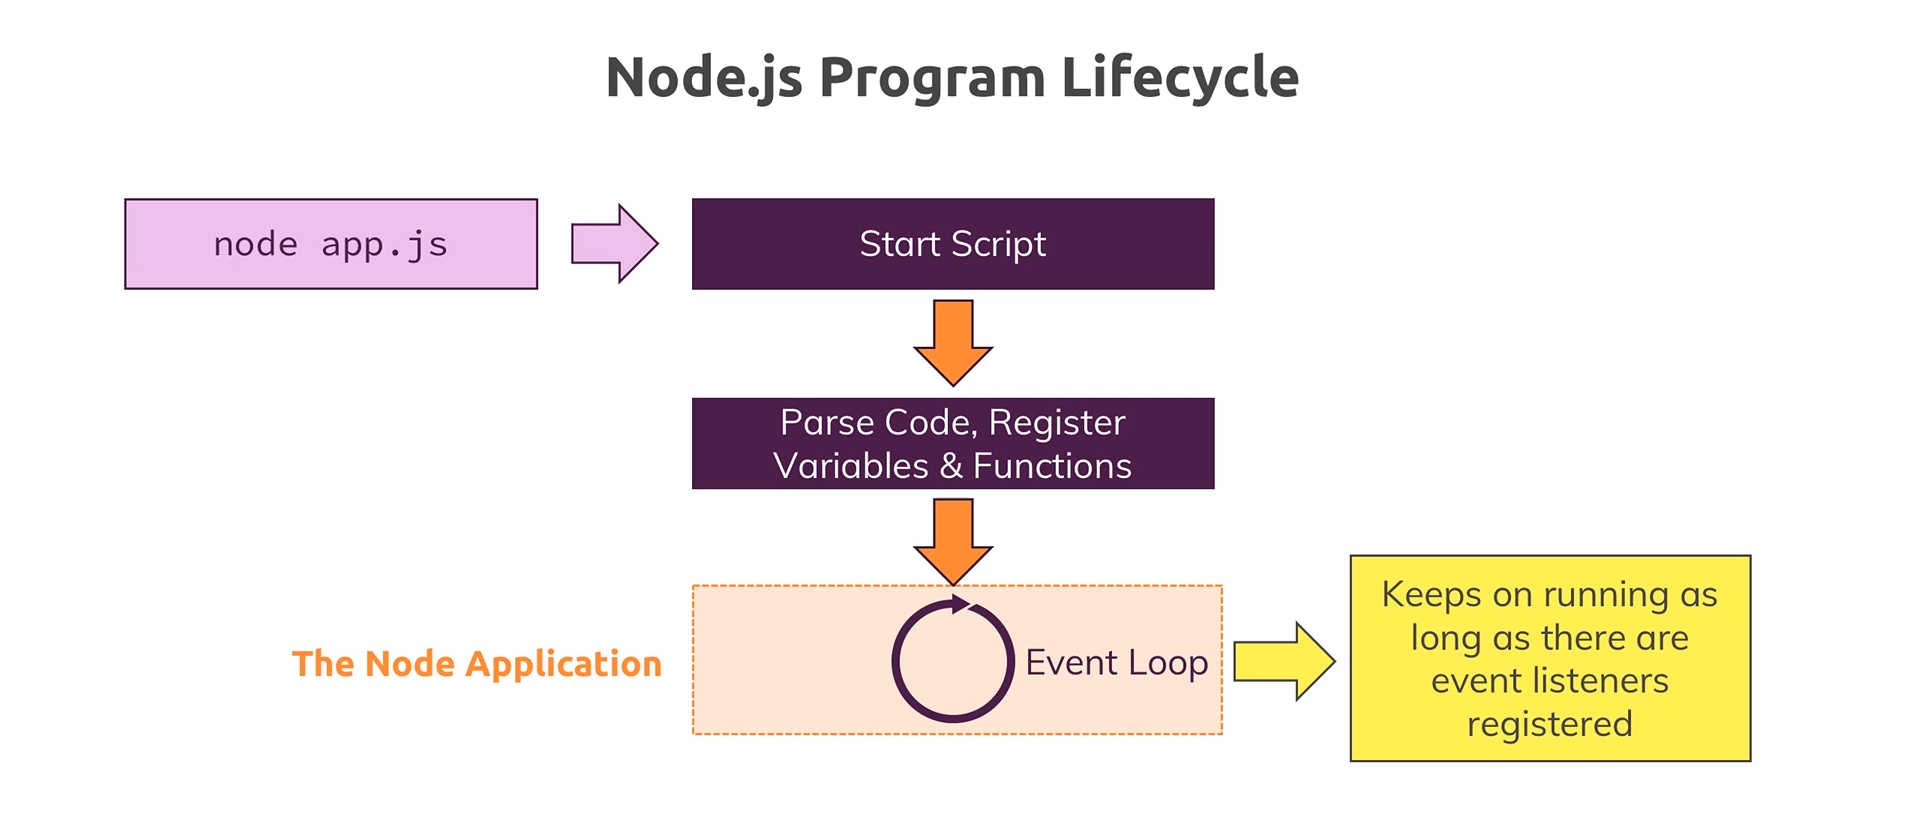 Node.js Program Lifecycle
node app.js
Start Script
Parse Code, Register
Variables & Functions
The Node Application
Event Loop
Keeps on running as
long as there are
event listeners
registered